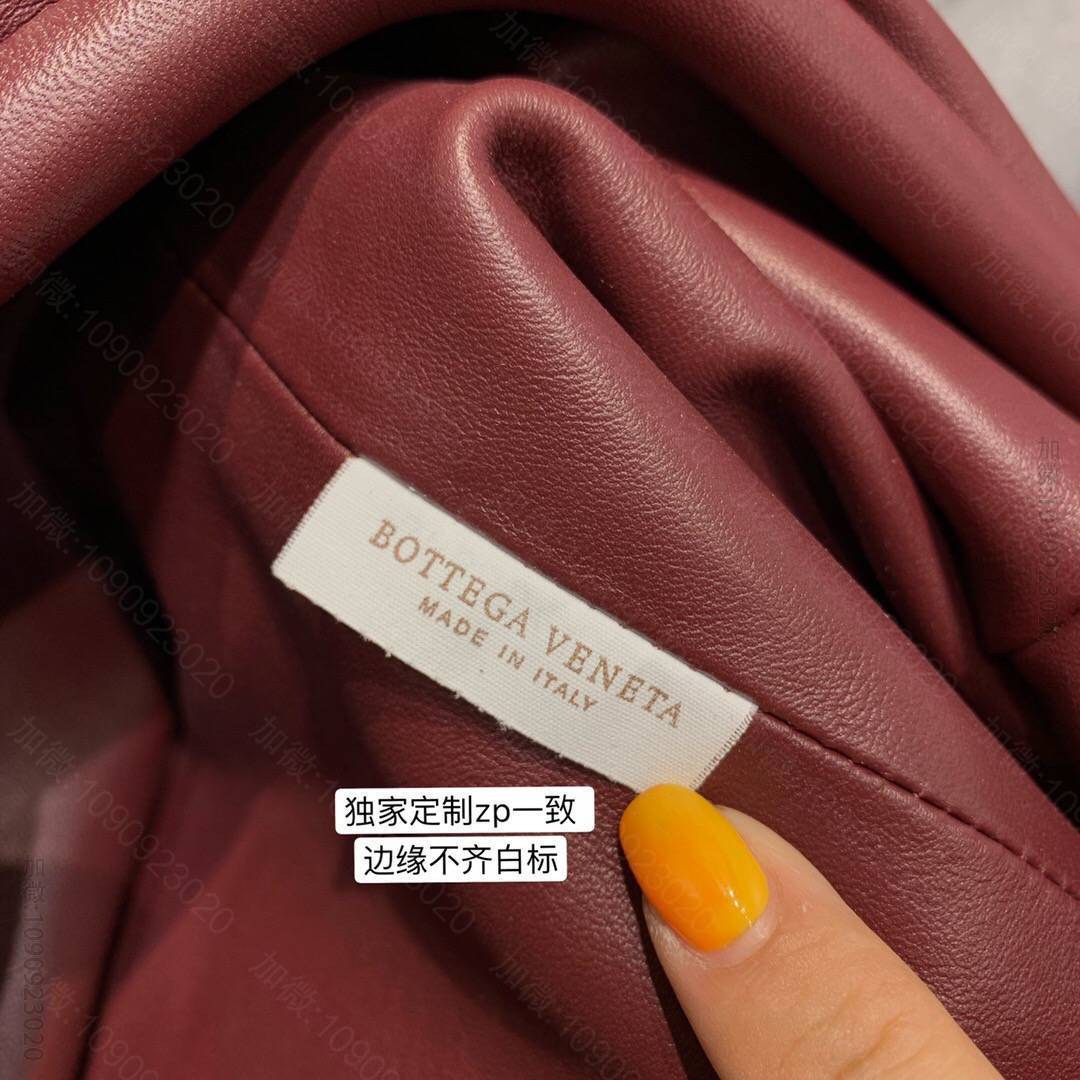 BOTTEGA VENETA
MADE IN ITALY
独家定制zp一致
边缘不齐白标
加微:1090923020